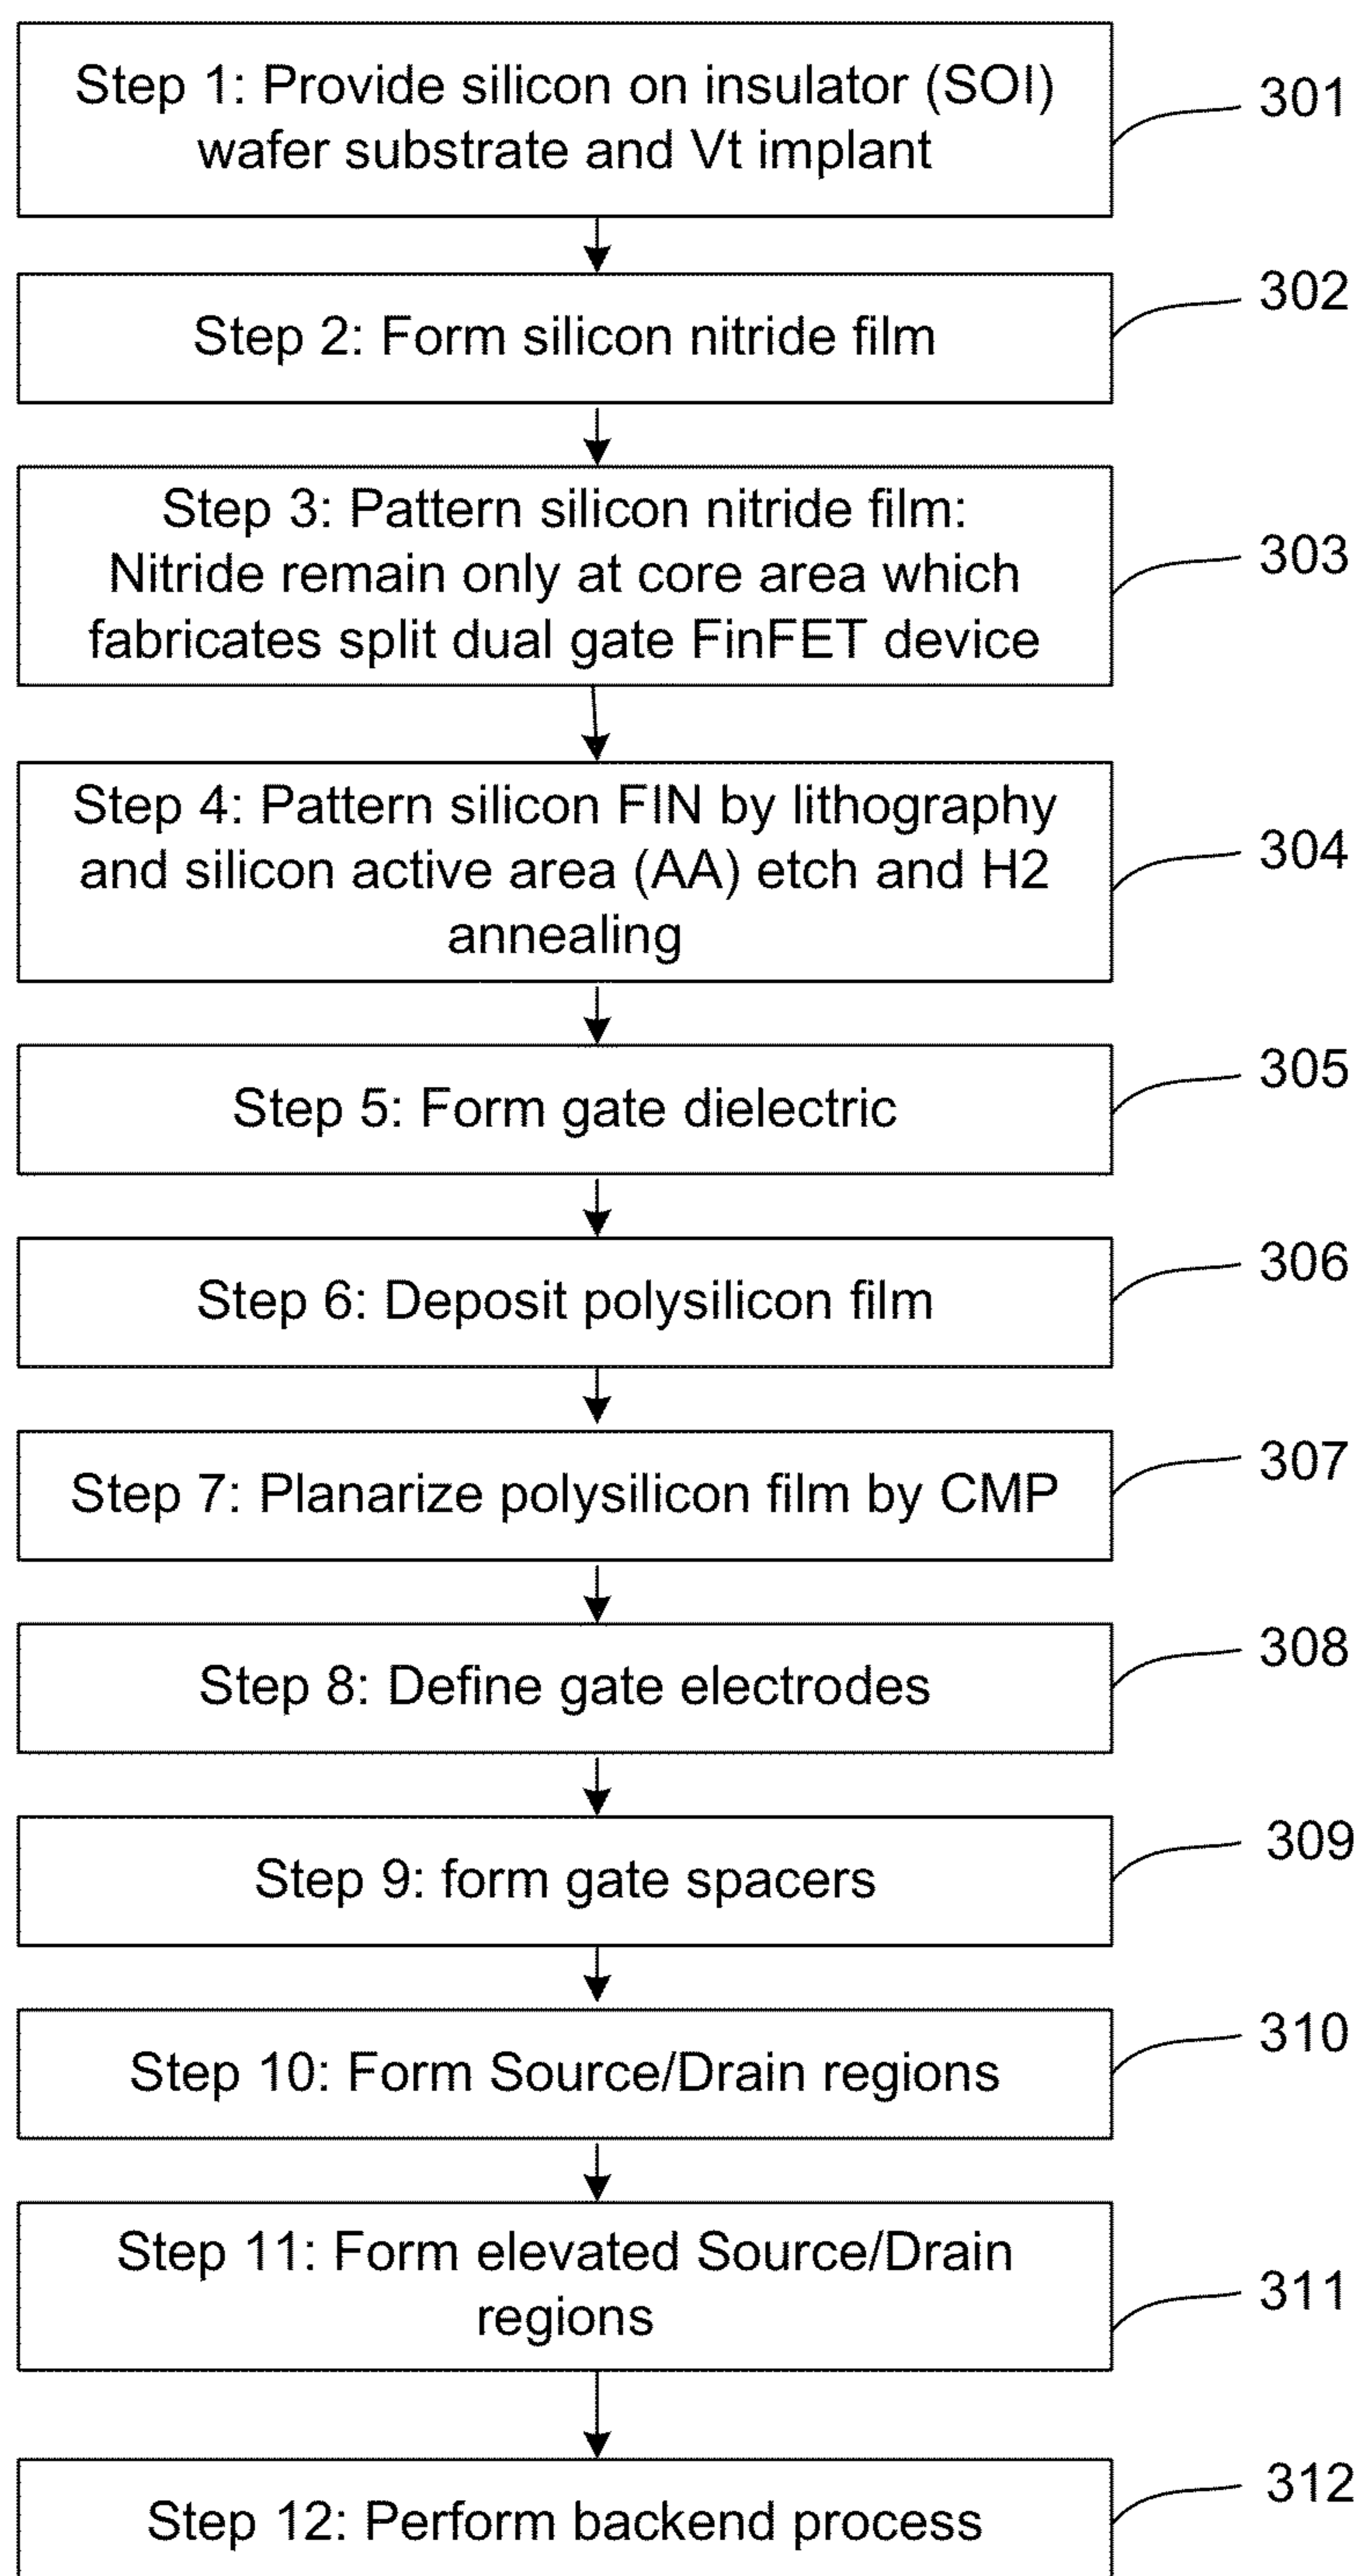 Step 1: Provide silicon on insulator (SOI)
wafer substrate and Vt implant
301
Step 2: Form silicon nitride film
302
Step 3: Pattern silicon nitride film:
Nitride remain only at core area which
fabricates split dual gate FinFET device
303
Step 4: Pattern silicon FIN by lithography
and silicon active area (AA) etch and H2
annealing
304
Step 5: Form gate dielectric
305
Step 6: Deposit polysilicon film
306
Step 7: Planarize polysilicon film by CMP
307
Step 8: Define gate electrodes
308
Step 9: form gate spacers
309
Step 10: Form Source/Drain regions
310
Step 11: Form elevated Source/Drain
regions
311
Step 12: Perform backend process
312